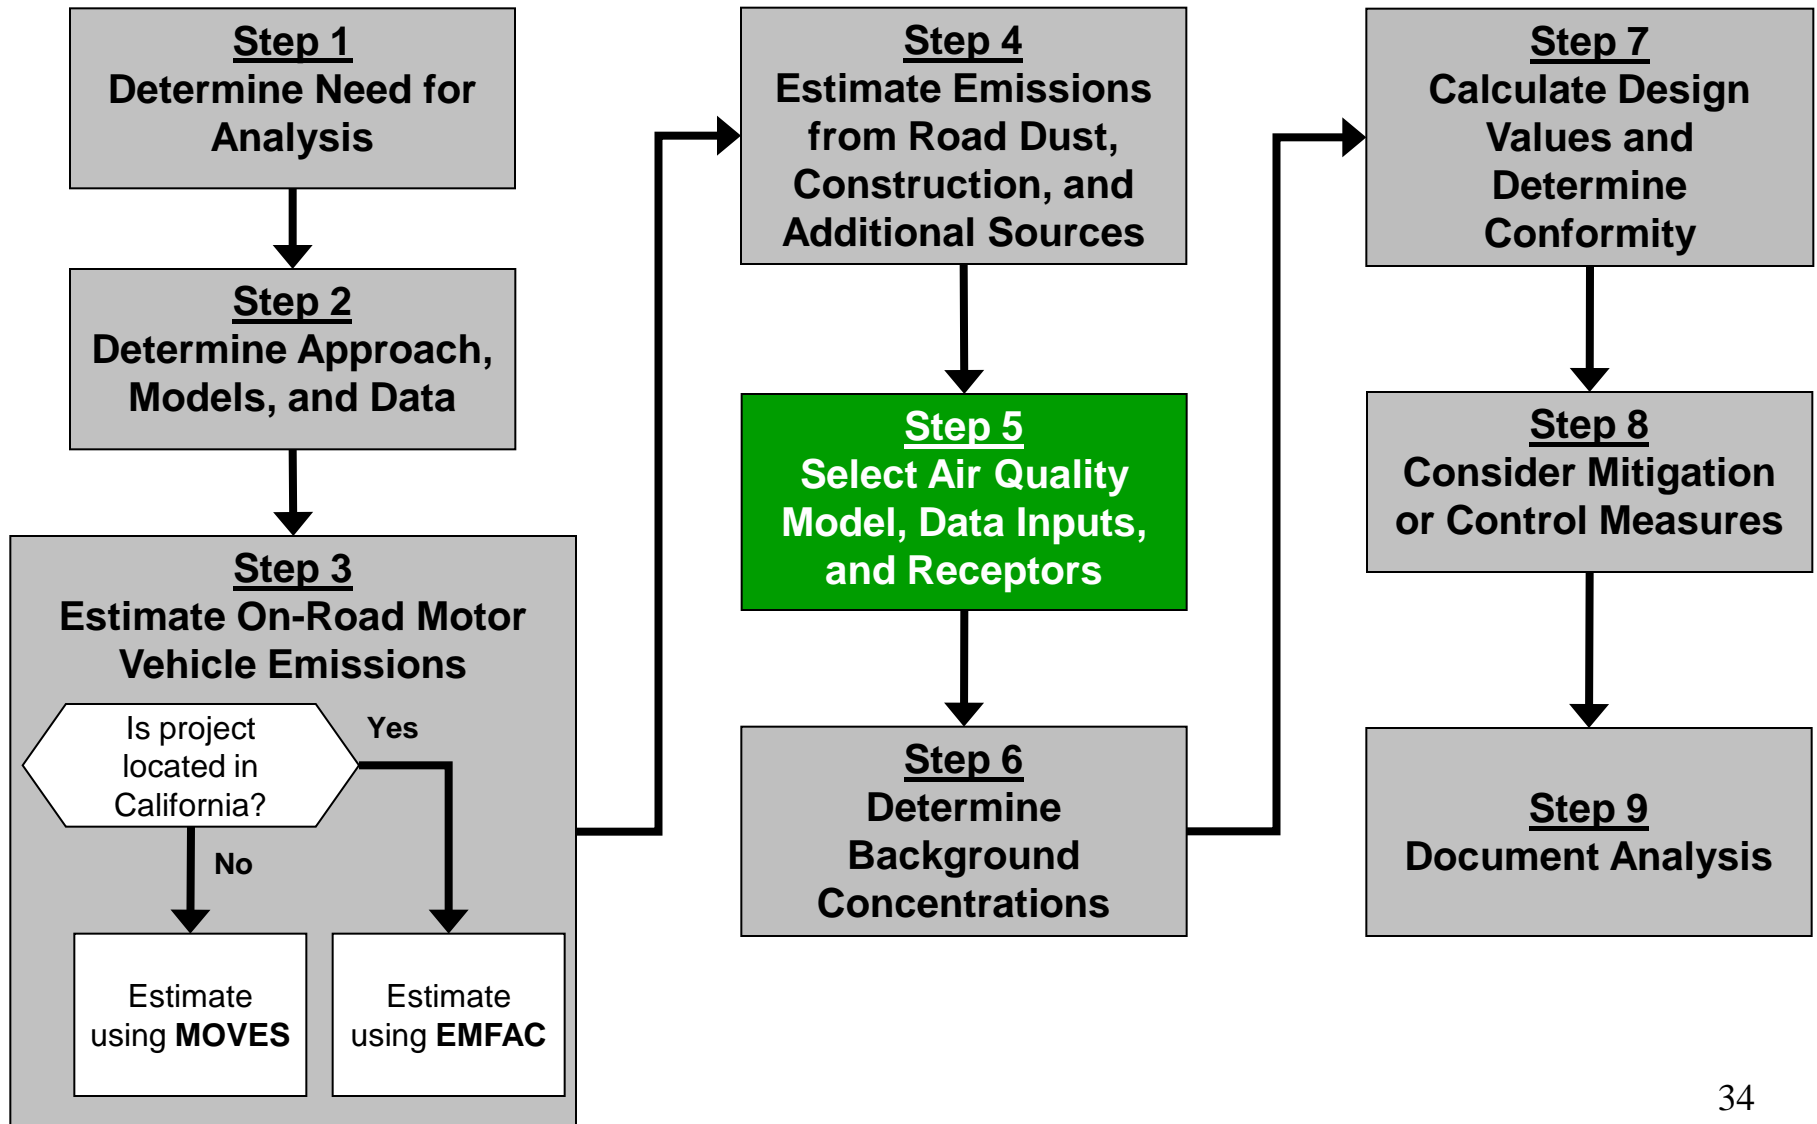 Step 1
Determine Need for
Analysis
Step 2
Determine Approach,
Models, and Data
Step 3
Estimate On-Road Motor
Vehicle Emissions
Is project
located in
California?
Yes
No
Estimate
using MOVES
Estimate
using EMFAC
Step 4
Estimate Emissions
from Road Dust,
Construction, and
Additional Sources
Step 5
Select Air Quality
Model, Data Inputs,
and Receptors
Step 6
Determine
Background
Concentrations
Step 7
Calculate Design
Values and
Determine
Conformity
Step 8
Consider Mitigation
or Control Measures
Step 9
Document Analysis
34